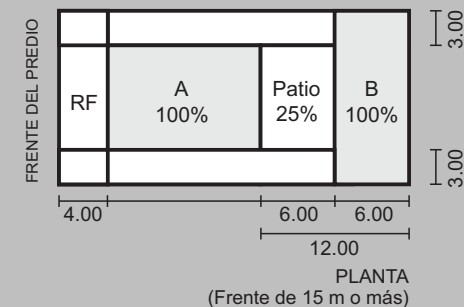 3.00
FRENTE DEL PREDIO
RF
A
100%
Patio
25%
B
100%
3.00
4.00
6.00
6.00
12.00
PLANTA
(Frente de 15 m o más)